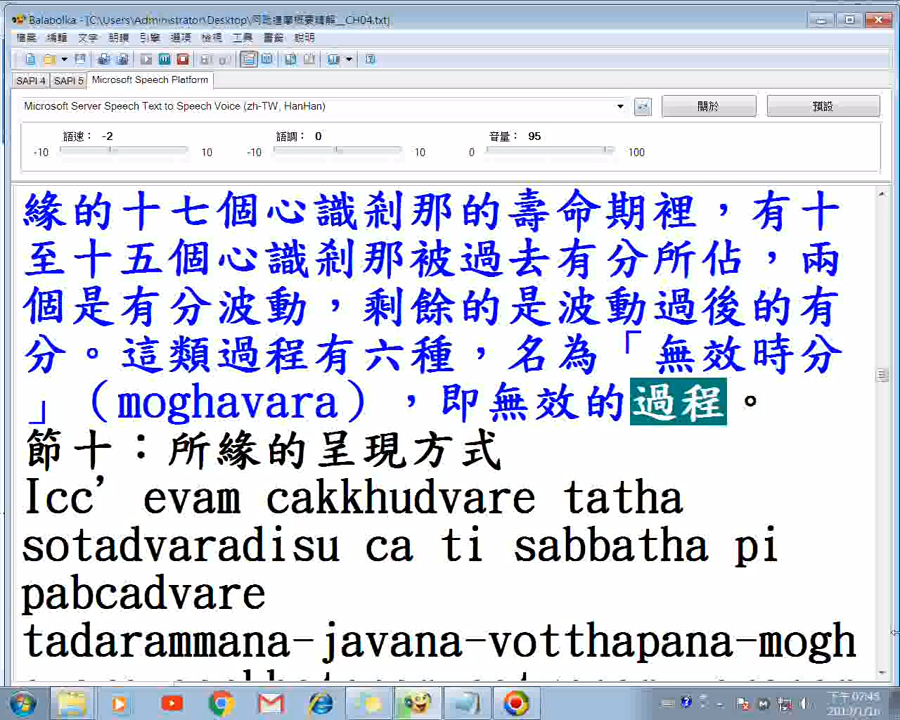 Balabolka - [C:\Users\Administrator\Desktop\阿毗達摩概要精解__CH04.txt]
檔案 編輯 文字 朗讀 引擎 選項 檢視 工具 書籤 說明
SAPI 4 SAPI 5 Microsoft Speech Platform
Microsoft Server Speech Text to Speech Voice (zh-TW, HanHan) 關於 預設
語速： -2 語調： 0 音量： 95
-10 10 -10 10 0 100
緣的十七個心識剎那的壽命期裡，有十
至十五個心識剎那被過去有分所佔，兩
個是有分波動，剩餘的是波動過後的有
分。這類過程有六種，名為「無效時分
」（moghavara），即無效的過程。
節十：所緣的呈現方式
Icc’ evam cakkhudvare tatha
sotadvaradisu ca ti sabbatha pi
pabcadvare
tadarammana-javana-votthapana-mogh
下午 07:45